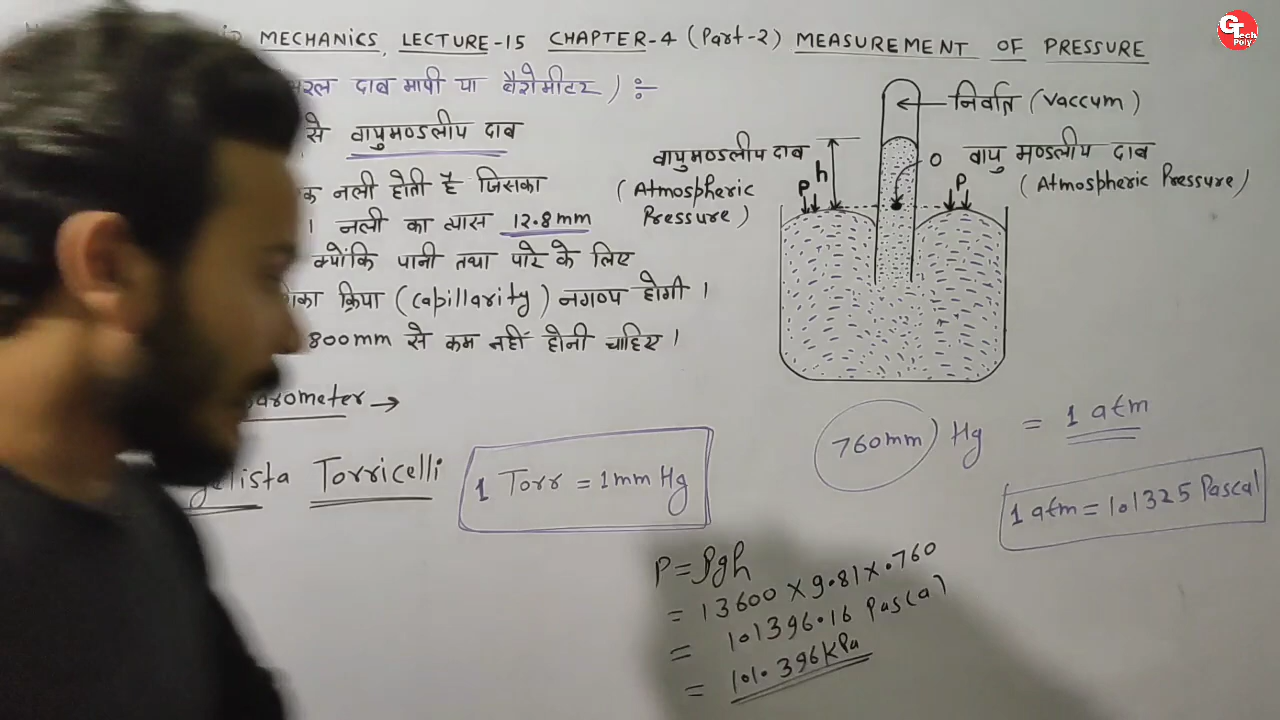 MECHANICS, LECTURE-15 CHAPTER-4 (Part-2) MEASUREMENT OF PRESSURE
GTech Poly
दाब मापी या बैरोमीटर) ÷
से वायुमण्डलीय दाब
नली होती है जिसका
। नली का व्यास 12.8mm
क्योंकि पानी तथा पारे के लिए
क्रिया (capillarity) नगण्य होगी ।
800mm से कम नहीं होनी चाहिए ।
निर्वात (Vaccum)
वायुमण्डलीय दाब
(Atmospheric Pressure)
P
h
O
वायु मण्डलीय दाब
(Atmospheric Pressure)
P
Barometer →
Torricelli
1 Torr = 1mm Hg
760mm) Hg = 1 atm
1 atm = 101325 Pascal
P = ρgh
= 13600 × 9.81 × .760
= 101396.16 Pascal
= 101.396 kPa